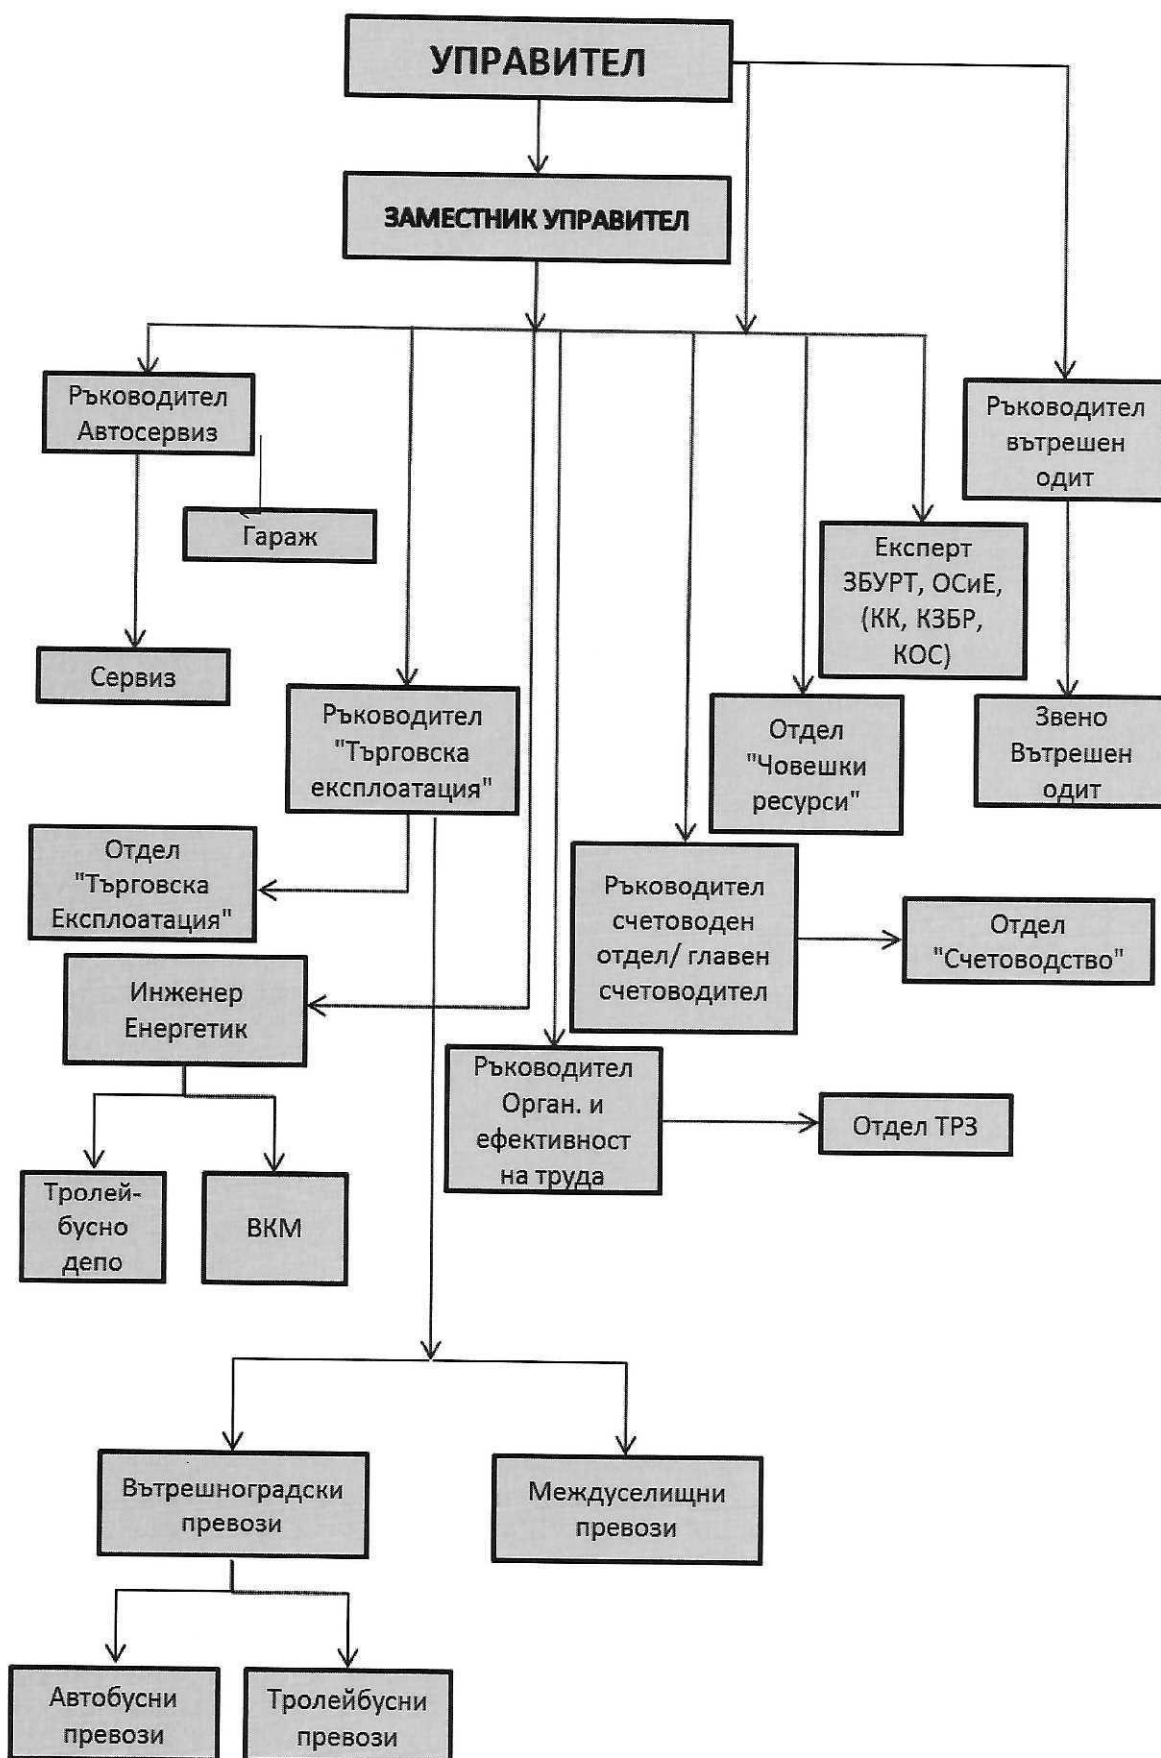 УПРАВИТЕЛ
ЗАМЕСТНИК УПРАВИТЕЛ
Ръководител
Автосервиз
Ръководител
вътрешен
одит
Гараж
Експерт
ЗБУРТ, ОСиЕ,
(КК, КЗБР,
КОС)
Сервиз
Ръководител
"Търговска
експлоатация"
Отдел
"Човешки
ресурси"
Звено
Вътрешен
одит
Отдел
"Търговска
Експлоатация"
Ръководител
счетоводен
отдел/ главен
счетоводител
Отдел
"Счетоводство"
Инженер
Енергетик
Ръководител
Орган. и
ефективност
на труда
Отдел ТРЗ
Тролей-
бусно
депо
ВКМ
Вътрешноградски
превози
Междуселищни
превози
Автобусни
превози
Тролейбусни
превози